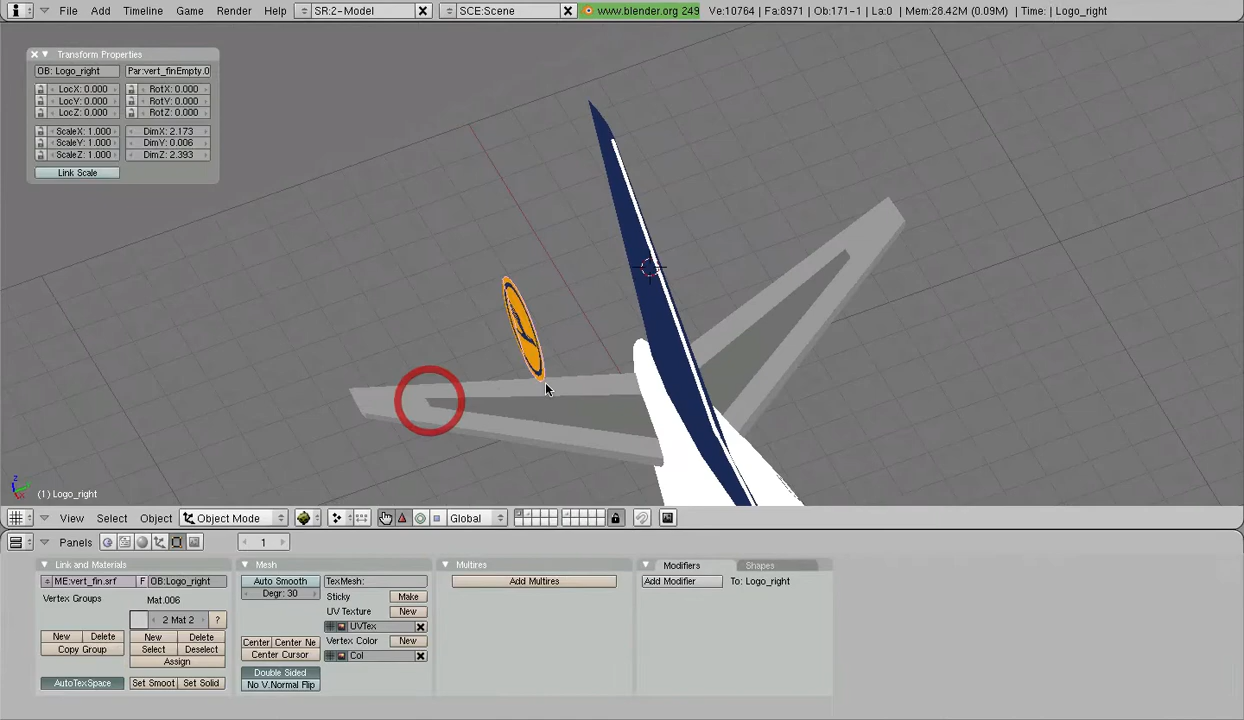 File Add Timeline Game Render Help SR:2-Model SCE:Scene www.blender.org 249 Ve:10764 | Fa:8971 | Ob:171-1 | La:0 | Mem:28.42M (0.09M) | Time: | Logo_right
Transform Properties
OB: Logo_right Par:vert_finEmpty.0
LocX: 0.000 RotX: 0.000
LocY: 0.000 RotY: 0.000
LocZ: 0.000 RotZ: 0.000
ScaleX: 1.000 DimX: 2.173
ScaleY: 1.000 DimY: 0.006
ScaleZ: 1.000 DimZ: 2.393
Link Scale
z
x
(1) Logo_right
View Select Object Object Mode Global
Panels 1
Link and Materials Mesh Multires Modifiers Shapes
ME:vert_fin.srf F OB:Logo_right Auto Smooth TexMesh: Add Multires Add Modifier To: Logo_right
Vertex Groups Mat.006 Degr: 30 Sticky Make
UV Texture New
2 Mat 2 ? UVTex
New Delete New Delete Center Center Ne Vertex Color New
Copy Group Select Deselect Center Cursor Col
Assign
Double Sided
AutoTexSpace Set Smoot Set Solid No V.Normal Flip